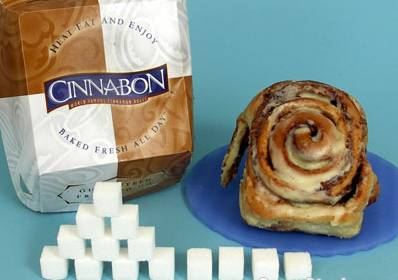 HEAT EAT AND ENJOY
CINNABON
WORLD FAMOUS CINNAMON ROLLS
BAKED FRESH ALL DAY